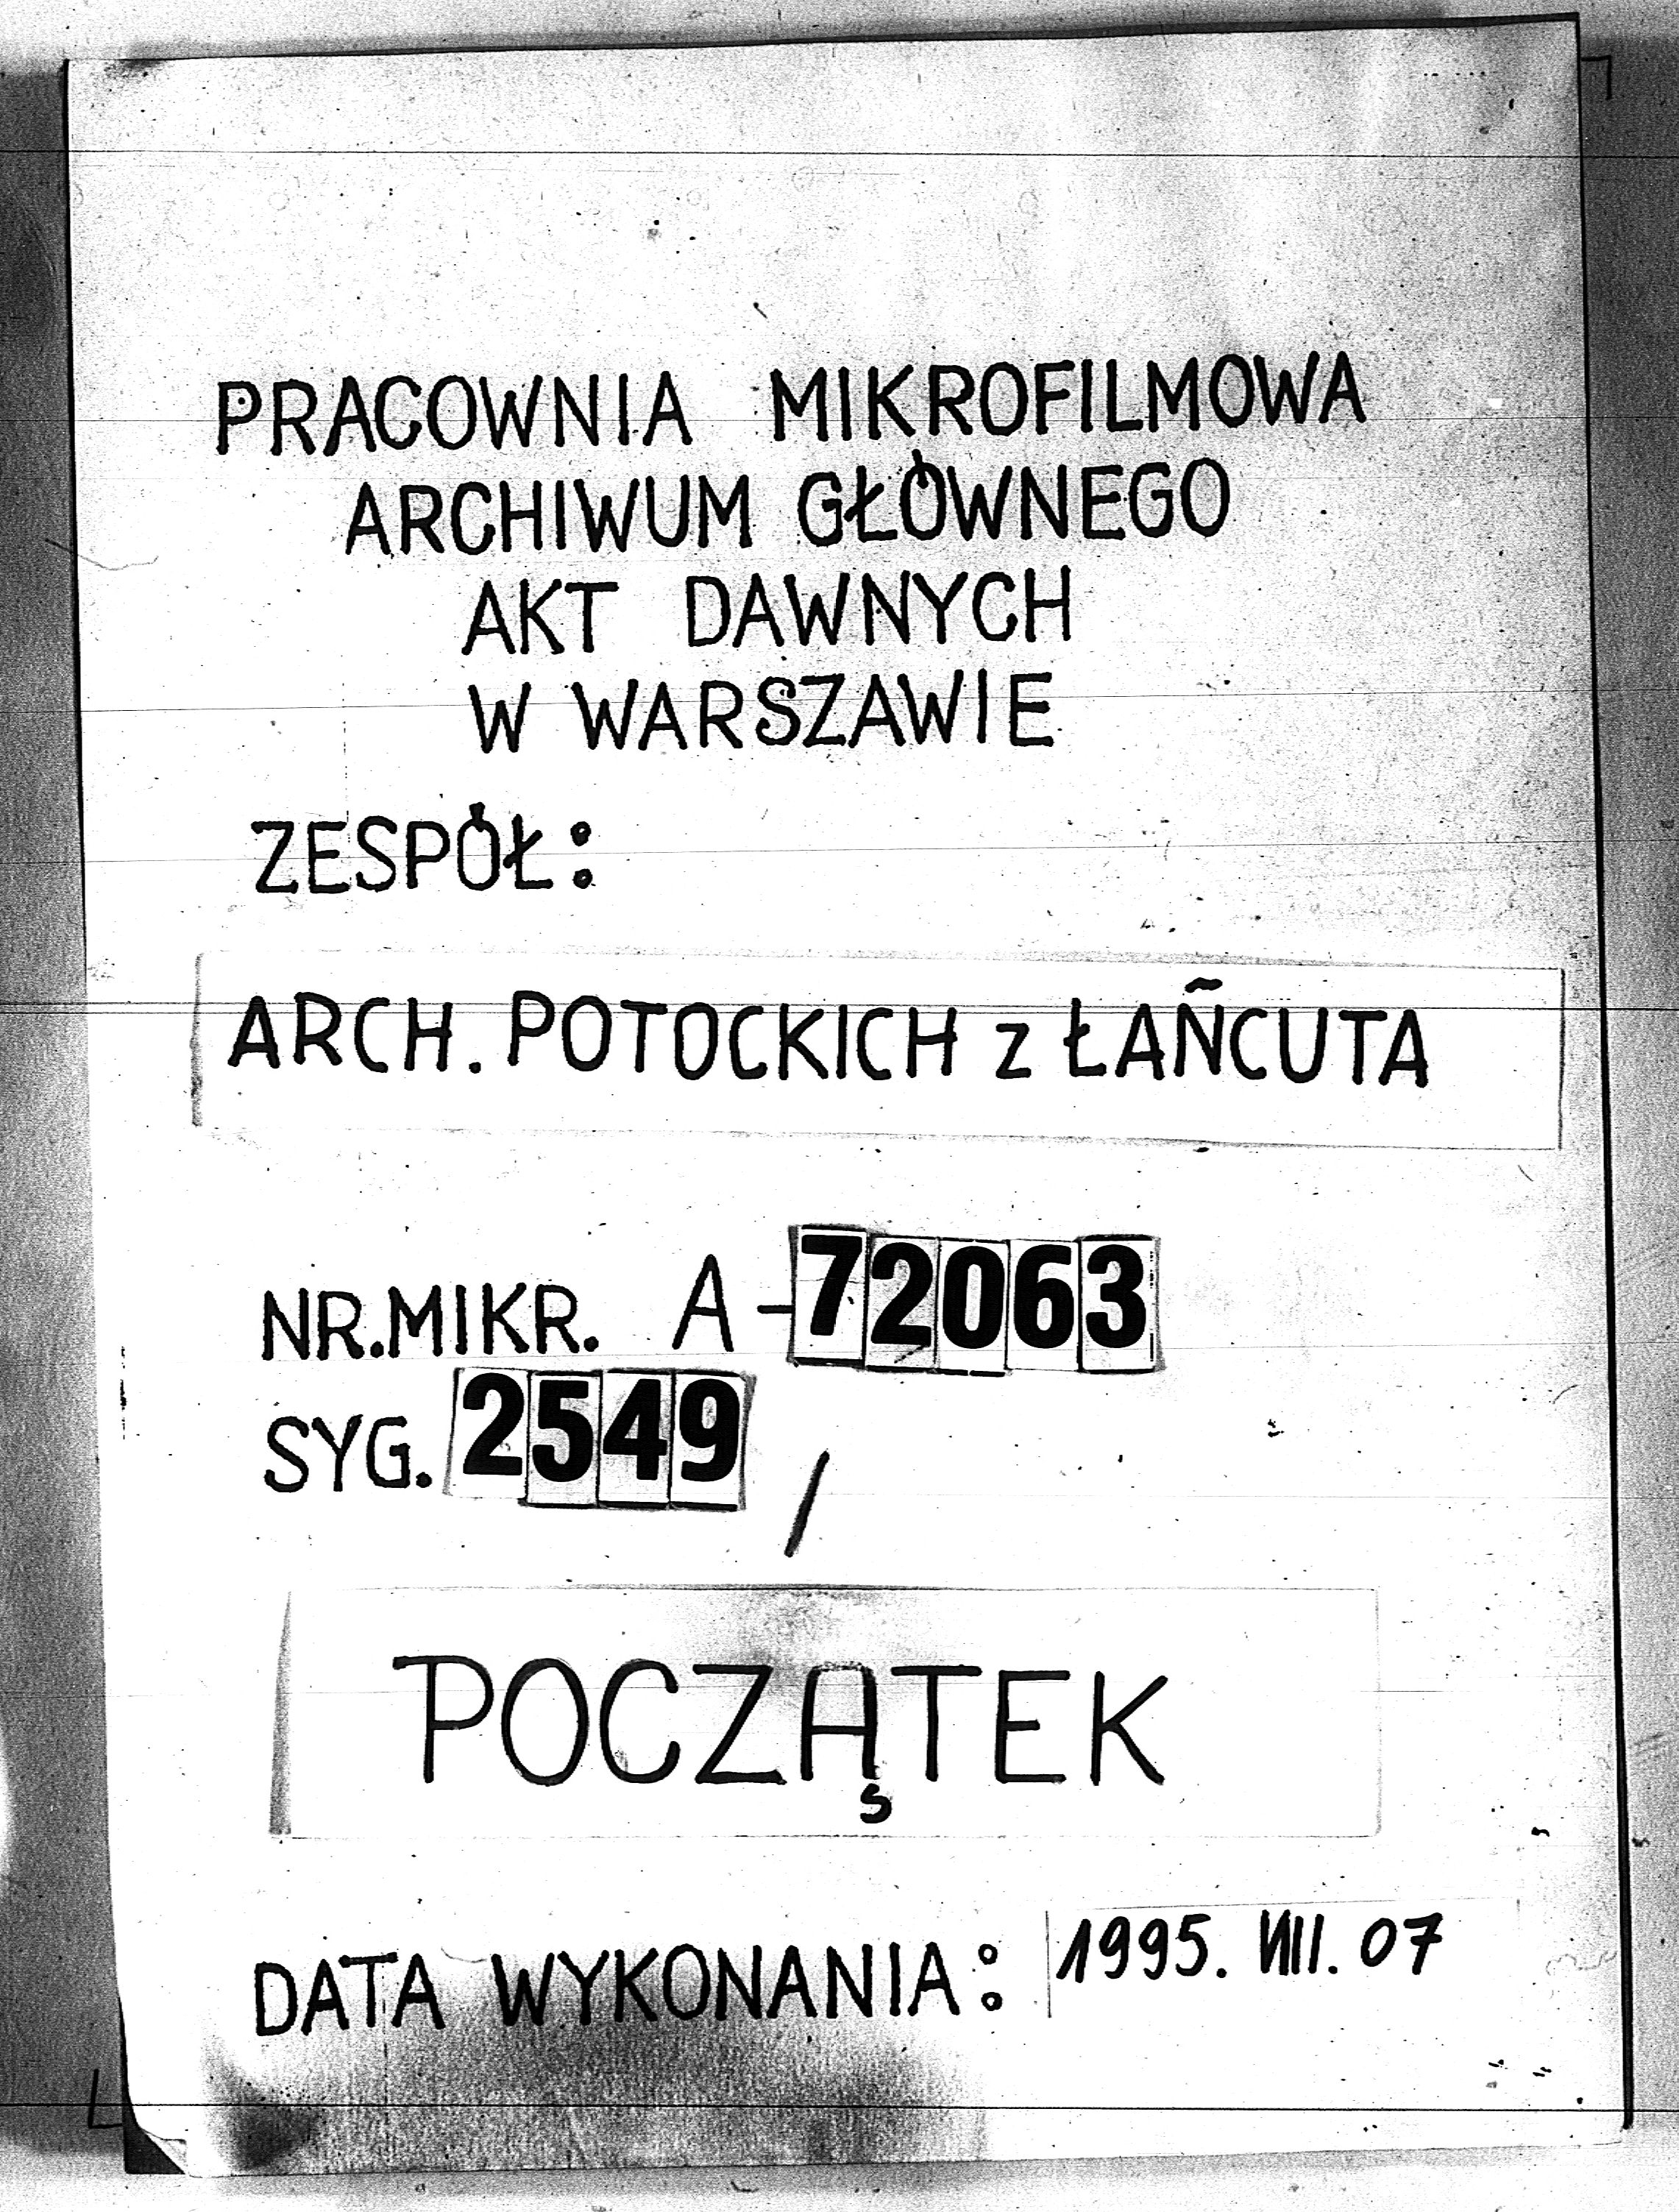 PRACOWNIA MIKROFILMOWA
ARCHIWUM GŁÓWNEGO
AKT DAWNYCH
W WARSZAWIE
ZESPÓŁ:
ARCH. POTOCKICH z ŁAŃCUTA
NR.MIKR. A-72063
SYG. 2549 /
POCZĄTEK
DATA WYKONANIA: 1995. VIII. 07